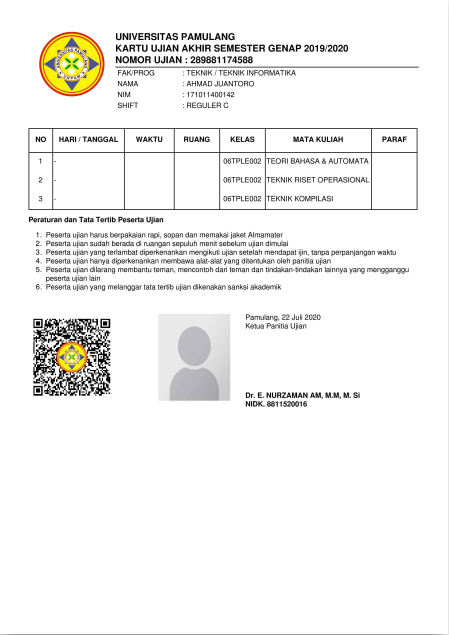 UNIVERSITAS PAMULANG
KARTU UJIAN AKHIR SEMESTER GENAP 2019/2020
NOMOR UJIAN : 289881174588
FAK/PROG : TEKNIK / TEKNIK INFORMATIKA
NAMA : AHMAD JUANTORO
NIM : 171011400142
SHIFT : REGULER C
NO HARI / TANGGAL WAKTU RUANG KELAS MATA KULIAH PARAF
1 - 06TPLE002 TEORI BAHASA & AUTOMATA
2 - 06TPLE002 TEKNIK RISET OPERASIONAL
3 - 06TPLE002 TEKNIK KOMPILASI
Peraturan dan Tata Tertib Peserta Ujian
1. Peserta ujian harus berpakaian rapi, sopan dan memakai jaket Almamater
2. Peserta ujian sudah berada di ruangan sepuluh menit sebelum ujian dimulai
3. Peserta ujian yang terlambat diperkenankan mengikuti ujian setelah mendapat ijin, tanpa perpanjangan waktu
4. Peserta ujian hanya diperkenankan membawa alat-alat yang ditentukan oleh panitia ujian
5. Peserta ujian dilarang membantu teman, mencontoh dari teman dan tindakan-tindakan lainnya yang mengganggu
peserta ujian lain
6. Peserta ujian yang melanggar tata tertib ujian dikenakan sanksi akademik
Pamulang, 22 Juli 2020
Ketua Panitia Ujian
Dr. E. NURZAMAN AM, M.M, M. Si
NIDK. 8811520016